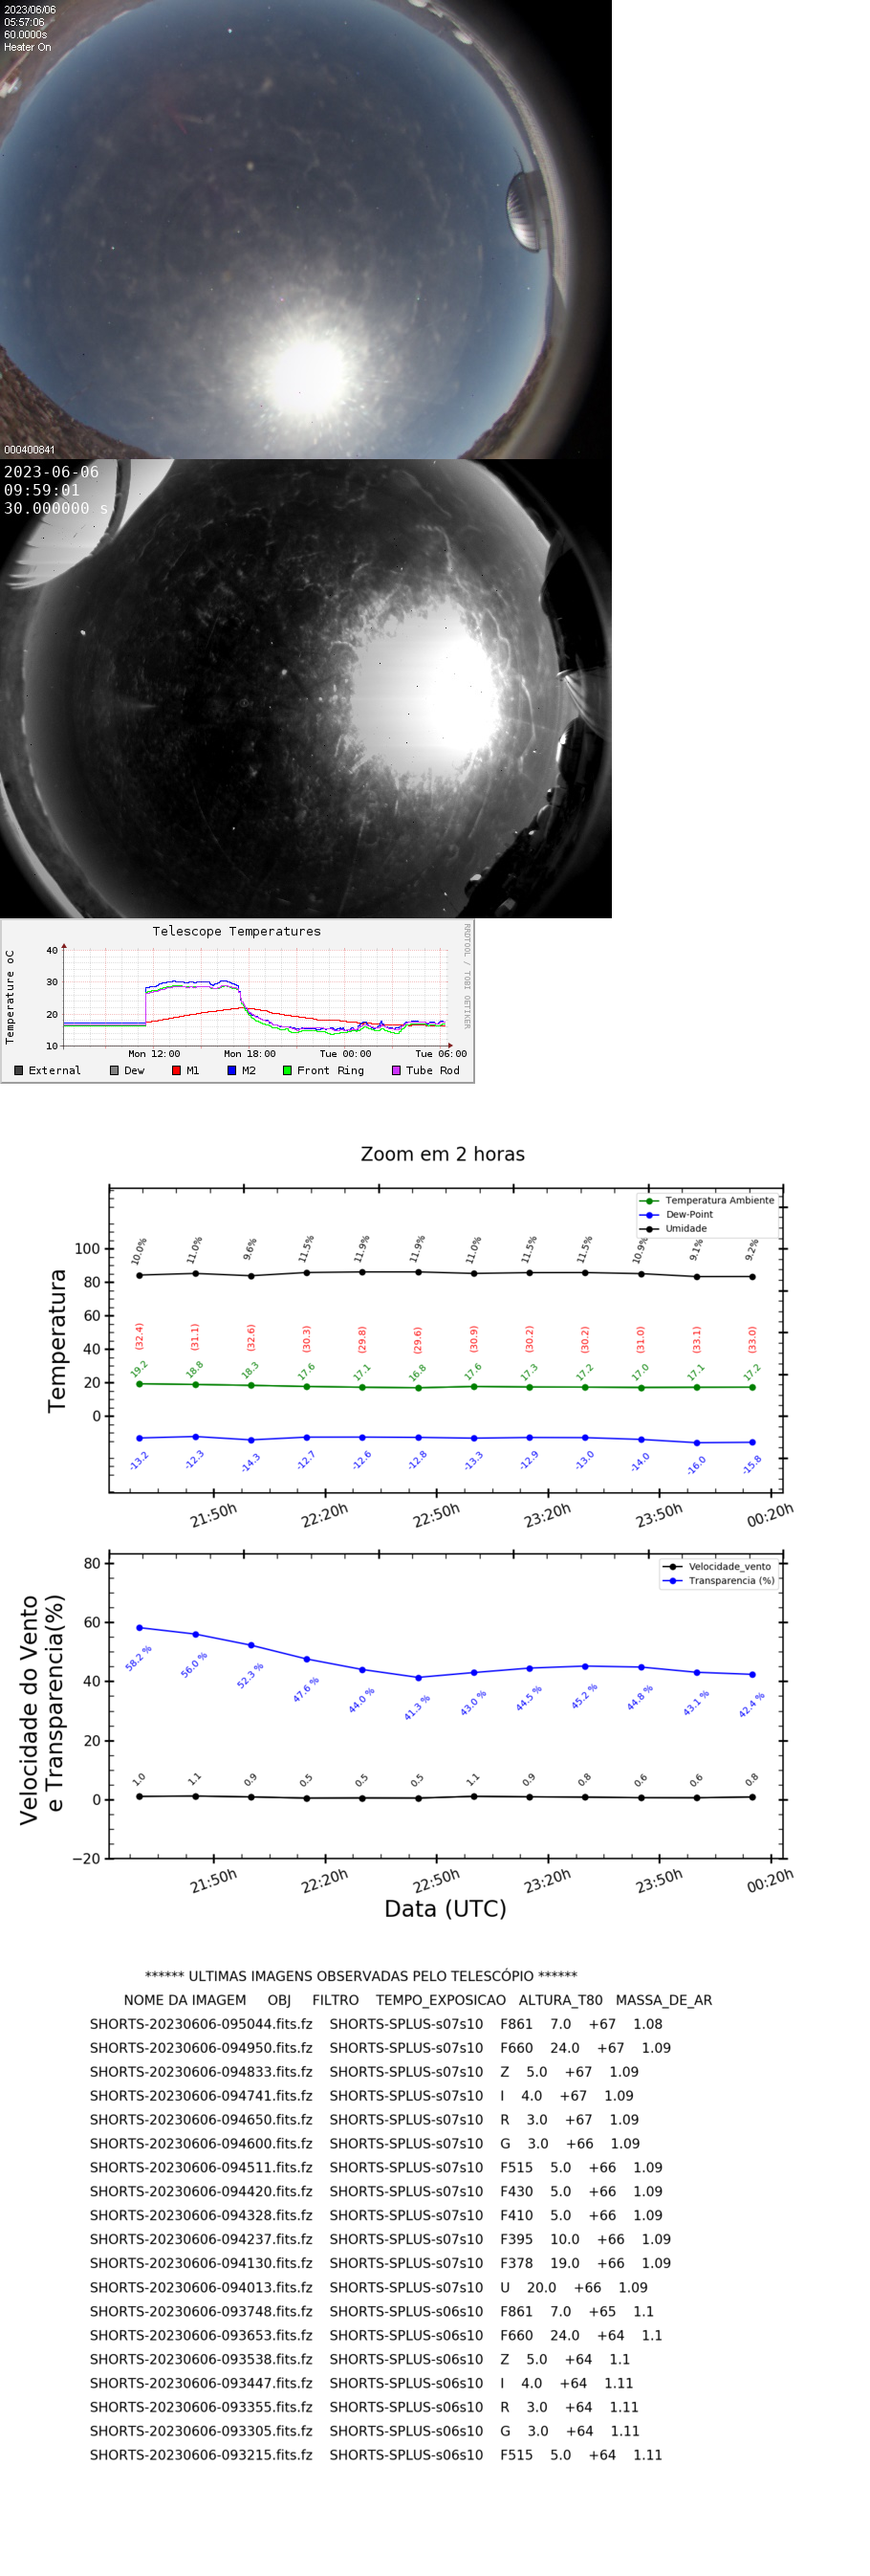 2023/06/06
05:57:06
60.0000s
Heater On
000400841
2023-06-06
09:59:01
30.000000 s
Telescope Temperatures
RRDTOOL / TOBI OETIKER
Temperature oC
40
30
20
10
Mon 12:00 Mon 18:00 Tue 00:00 Tue 06:00
External Dew M1 M2 Front Ring Tube Rod
Zoom em 2 horas
Temperatura Ambiente
Dew-Point
Umidade
Temperatura
100
80
60
40
20
0
10.0% 11.0% 9.6% 11.5% 11.9% 11.9% 11.0% 11.5% 11.5% 10.9% 9.1% 9.2%
(32.4) (31.1) (32.6) (30.3) (29.8) (29.6) (30.9) (30.2) (30.2) (31.0) (33.1) (33.0)
19.2 18.8 18.3 17.6 17.1 16.8 17.6 17.3 17.2 17.0 17.1 17.2
-13.2 -12.3 -14.3 -12.7 -12.6 -12.8 -13.3 -12.9 -13.0 -14.0 -16.0 -15.8
21:50h 22:20h 22:50h 23:20h 23:50h 00:20h
Velocidade_vento
Transparencia (%)
Velocidade do Vento
e Transparencia(%)
80
60
40
20
0
−20
58.2 % 56.0 % 52.3 % 47.6 % 44.0 % 41.3 % 43.0 % 44.5 % 45.2 % 44.8 % 43.1 % 42.4 %
1.0 1.1 0.9 0.5 0.5 0.5 1.1 0.9 0.8 0.6 0.6 0.8
21:50h 22:20h 22:50h 23:20h 23:50h 00:20h
Data (UTC)
****** ULTIMAS IMAGENS OBSERVADAS PELO TELESCÓPIO ******
NOME DA IMAGEM OBJ FILTRO TEMPO_EXPOSICAO ALTURA_T80 MASSA_DE_AR
SHORTS-20230606-095044.fits.fz SHORTS-SPLUS-s07s10 F861 7.0 +67 1.08
SHORTS-20230606-094950.fits.fz SHORTS-SPLUS-s07s10 F660 24.0 +67 1.09
SHORTS-20230606-094833.fits.fz SHORTS-SPLUS-s07s10 Z 5.0 +67 1.09
SHORTS-20230606-094741.fits.fz SHORTS-SPLUS-s07s10 I 4.0 +67 1.09
SHORTS-20230606-094650.fits.fz SHORTS-SPLUS-s07s10 R 3.0 +67 1.09
SHORTS-20230606-094600.fits.fz SHORTS-SPLUS-s07s10 G 3.0 +66 1.09
SHORTS-20230606-094511.fits.fz SHORTS-SPLUS-s07s10 F515 5.0 +66 1.09
SHORTS-20230606-094420.fits.fz SHORTS-SPLUS-s07s10 F430 5.0 +66 1.09
SHORTS-20230606-094328.fits.fz SHORTS-SPLUS-s07s10 F410 5.0 +66 1.09
SHORTS-20230606-094237.fits.fz SHORTS-SPLUS-s07s10 F395 10.0 +66 1.09
SHORTS-20230606-094130.fits.fz SHORTS-SPLUS-s07s10 F378 19.0 +66 1.09
SHORTS-20230606-094013.fits.fz SHORTS-SPLUS-s07s10 U 20.0 +66 1.09
SHORTS-20230606-093748.fits.fz SHORTS-SPLUS-s06s10 F861 7.0 +65 1.1
SHORTS-20230606-093653.fits.fz SHORTS-SPLUS-s06s10 F660 24.0 +64 1.1
SHORTS-20230606-093538.fits.fz SHORTS-SPLUS-s06s10 Z 5.0 +64 1.1
SHORTS-20230606-093447.fits.fz SHORTS-SPLUS-s06s10 I 4.0 +64 1.11
SHORTS-20230606-093355.fits.fz SHORTS-SPLUS-s06s10 R 3.0 +64 1.11
SHORTS-20230606-093305.fits.fz SHORTS-SPLUS-s06s10 G 3.0 +64 1.11
SHORTS-20230606-093215.fits.fz SHORTS-SPLUS-s06s10 F515 5.0 +64 1.11